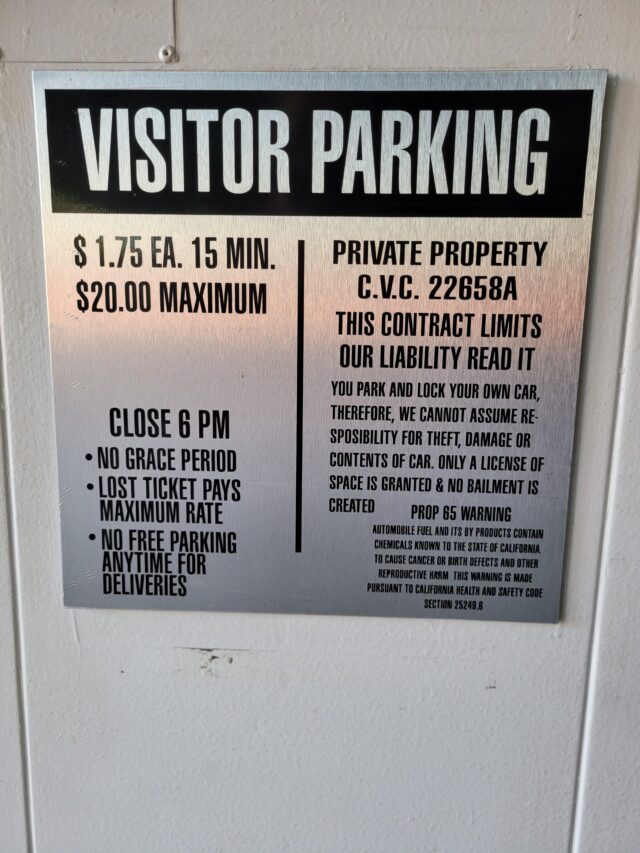 VISITOR PARKING
$ 1.75 EA. 15 MIN.
$20.00 MAXIMUM
CLOSE 6 PM
• NO GRACE PERIOD
• LOST TICKET PAYS
MAXIMUM RATE
• NO FREE PARKING
ANYTIME FOR
DELIVERIES
PRIVATE PROPERTY
C.V.C. 22658A
THIS CONTRACT LIMITS
OUR LIABILITY READ IT
YOU PARK AND LOCK YOUR OWN CAR,
THEREFORE, WE CANNOT ASSUME RE-
SPOSIBILITY FOR THEFT, DAMAGE OR
CONTENTS OF CAR. ONLY A LICENSE OF
SPACE IS GRANTED & NO BAILMENT IS
CREATED
PROP 65 WARNING
AUTOMOBILE FUEL AND ITS BY PRODUCTS CONTAIN
CHEMICALS KNOWN TO THE STATE OF CALIFORNIA
TO CAUSE CANCER OR BIRTH DEFECTS AND OTHER
REPRODUCTIVE HARM THIS WARNING IS MADE
PURSUANT TO CALIFORNIA HEALTH AND SAFETY CODE
SECTION 25249.6